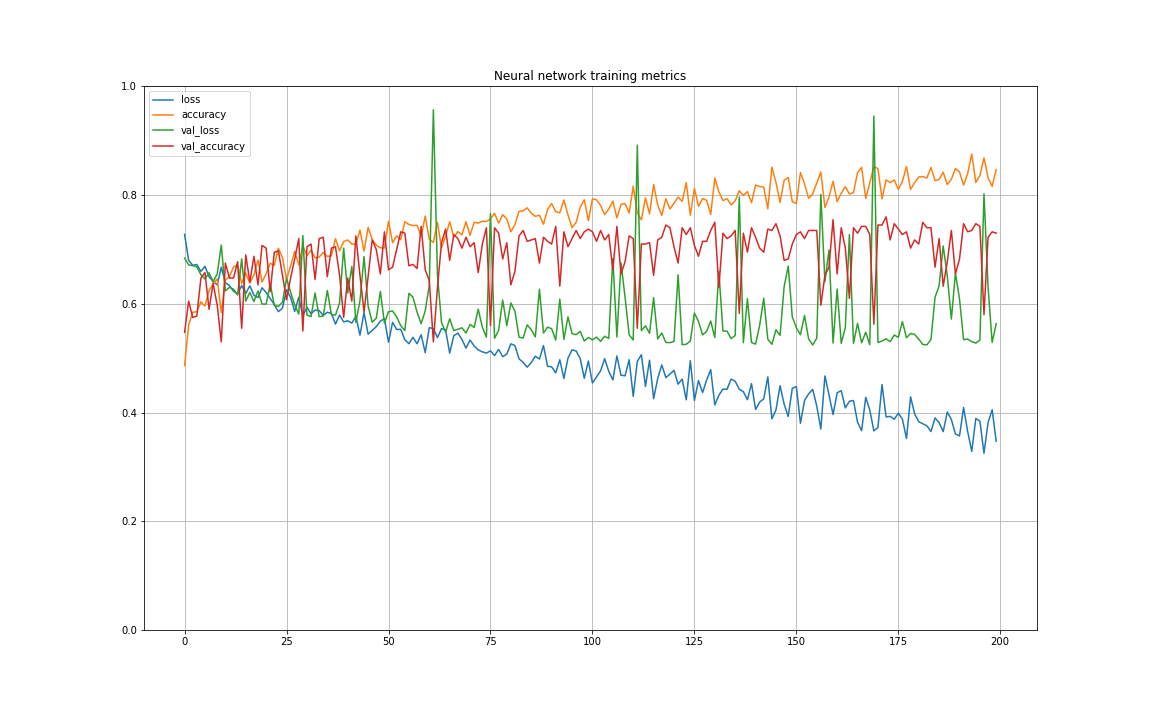 Neural network training metrics
1.0
loss
accuracy
val_loss
val_accuracy
0.8
0.6
0.4
0.2
0.0
0 25 50 75 100 125 150 175 200